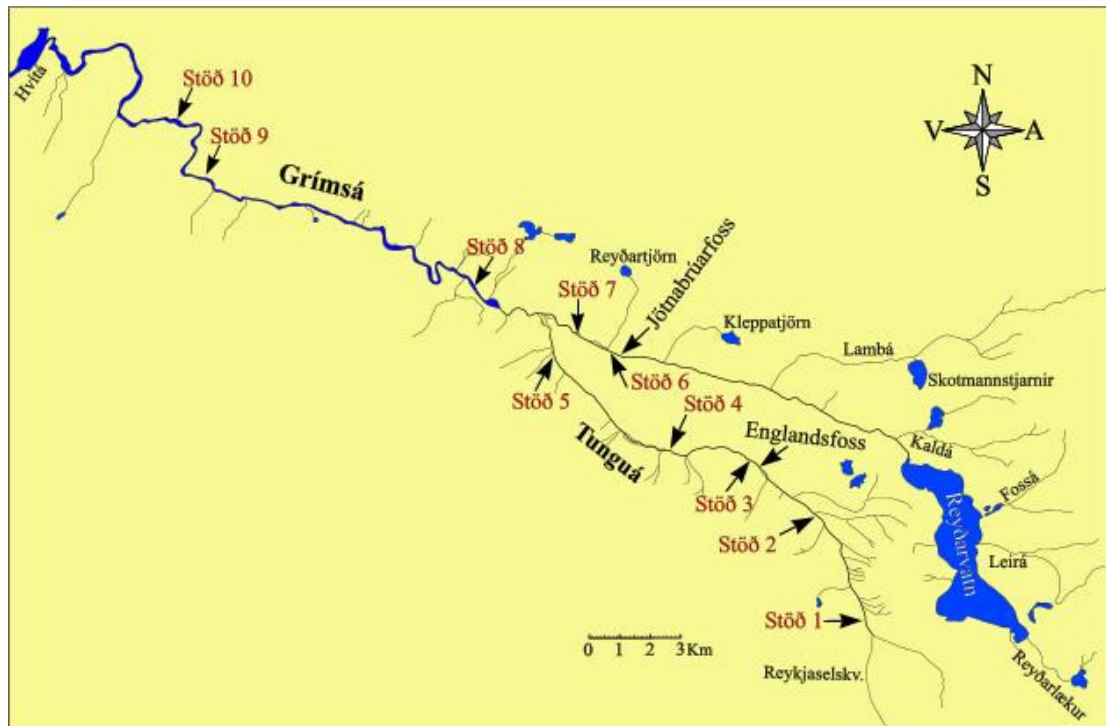 Hvítá
Stöð 10
Stöð 9
Grímsá
N
V
A
S
Stöð 8
Reyðartjörn
Stöð 7
Jötnabrúarfoss
Kleppatjörn
Lambá
Skotmannstjarnir
Stöð 6
Stöð 5
Stöð 4
Englandsfoss
Kaldá
Tunguá
Stöð 3
Fossá
Reyðarvatn
Stöð 2
Leirá
Stöð 1
0 1 2 3 Km
Reykjaselskv.
Reyðarlækur